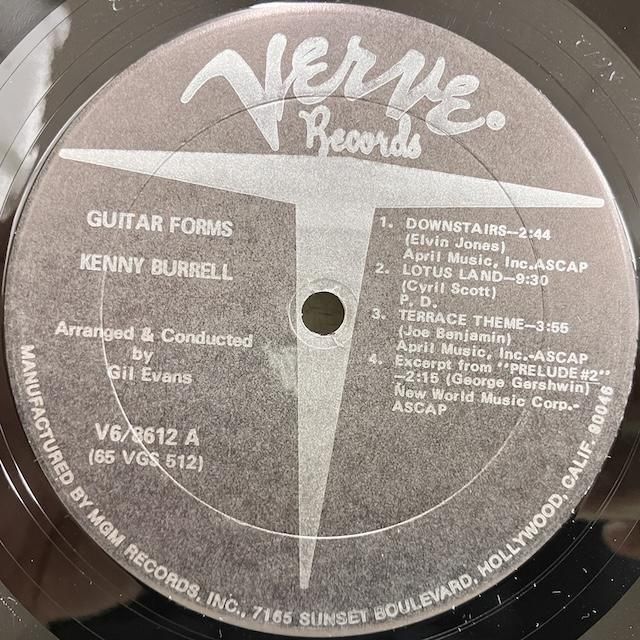 Verve.
Records
GUITAR FORMS
KENNY BURRELL
Arranged & Conducted
by
Gil Evans
V6/8612 A
(65 VGS 512)
1. DOWNSTAIRS—2:44
(Elvin Jones)
April Music, Inc.ASCAP
2. LOTUS LAND—9:30
(Cyril Scott)
P. D.
3. TERRACE THEME—3:55
(Joe Benjamin)
April Music, Inc.-ASCAP
4. Excerpt from "PRELUDE #2"
—2:15 (George Gershwin)
New World Music Corp.-
ASCAP
MANUFACTURED BY MGM RECORDS, INC., 7165 SUNSET BOULEVARD, HOLLYWOOD, CALIF. 90046